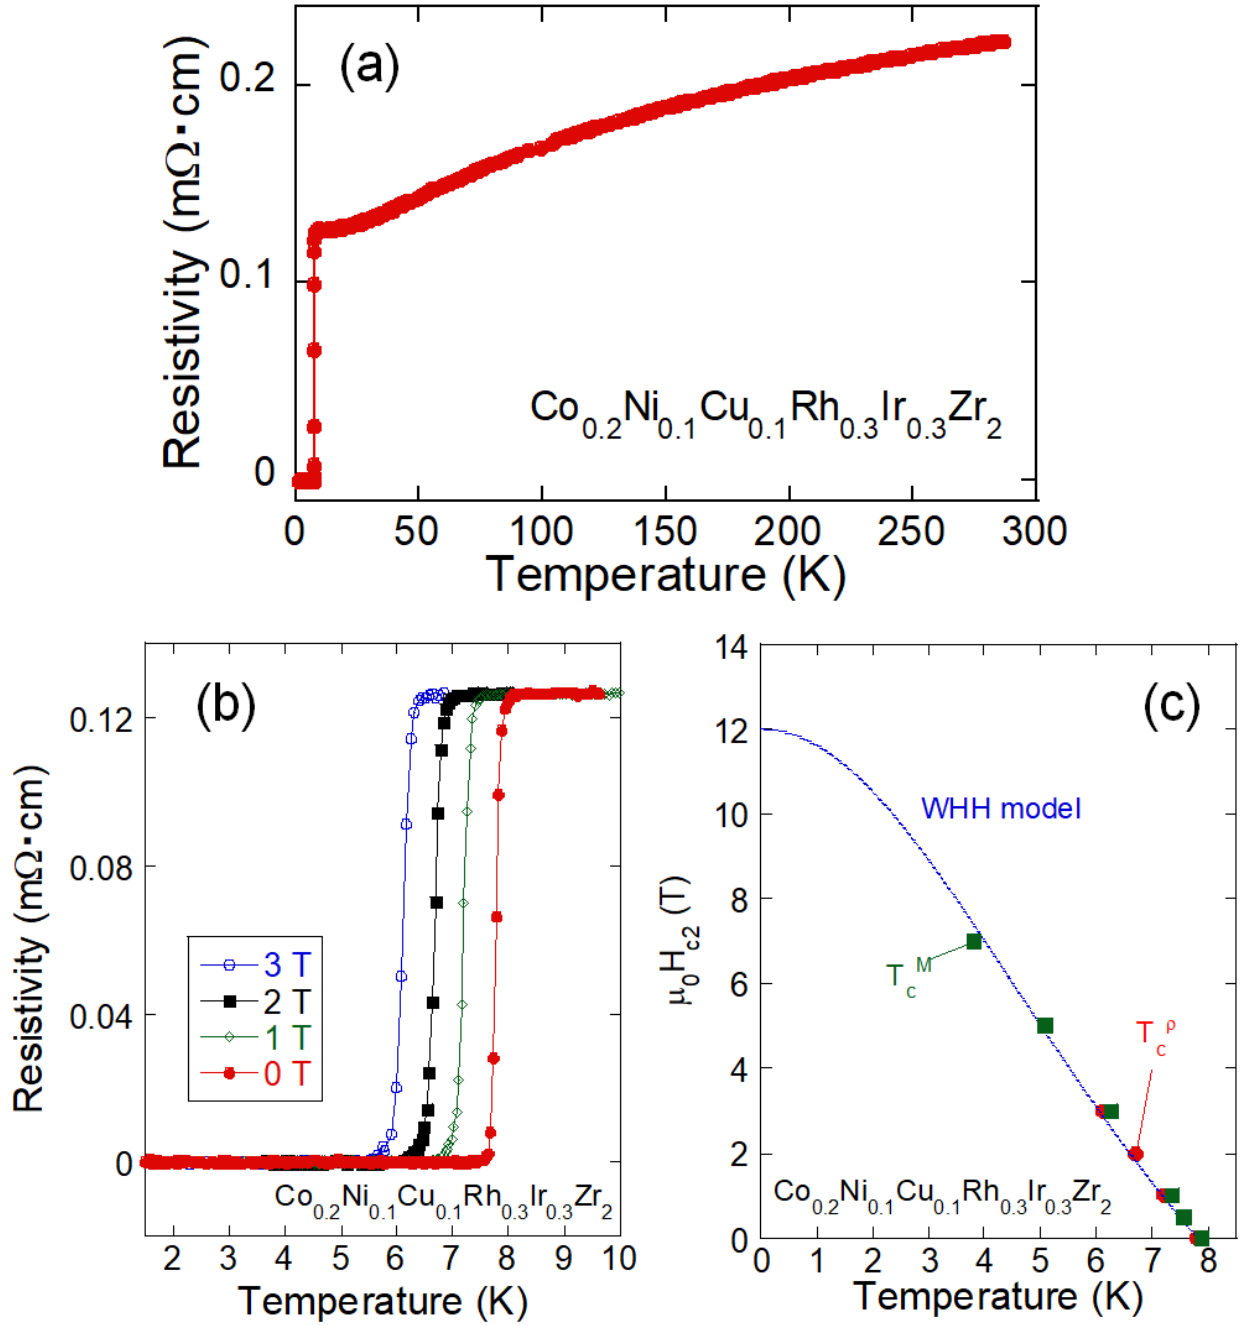 (a)
Resistivity (mΩ·cm)
0.2
0.1
0
Co0.2Ni0.1Cu0.1Rh0.3Ir0.3Zr2
0 50 100 150 200 250 300
Temperature (K)
(b)
Resistivity (mΩ·cm)
0.12
0.08
0.04
0
3 T
2 T
1 T
0 T
Co0.2Ni0.1Cu0.1Rh0.3Ir0.3Zr2
2 3 4 5 6 7 8 9 10
Temperature (K)
(c)
μ0Hc2 (T)
14
12
10
8
6
4
2
0
WHH model
TcM
Tcρ
Co0.2Ni0.1Cu0.1Rh0.3Ir0.3Zr2
0 1 2 3 4 5 6 7 8
Temperature (K)